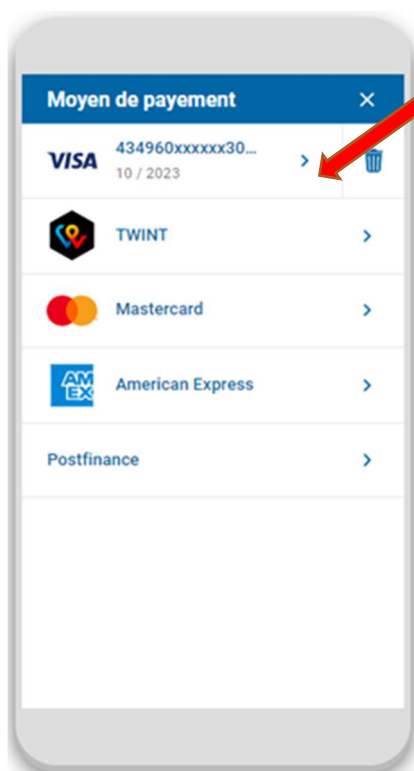 Moyen de payement
VISA
434960xxxxxx30...
10 / 2023
TWINT
Mastercard
AM
EX
American Express
Postfinance